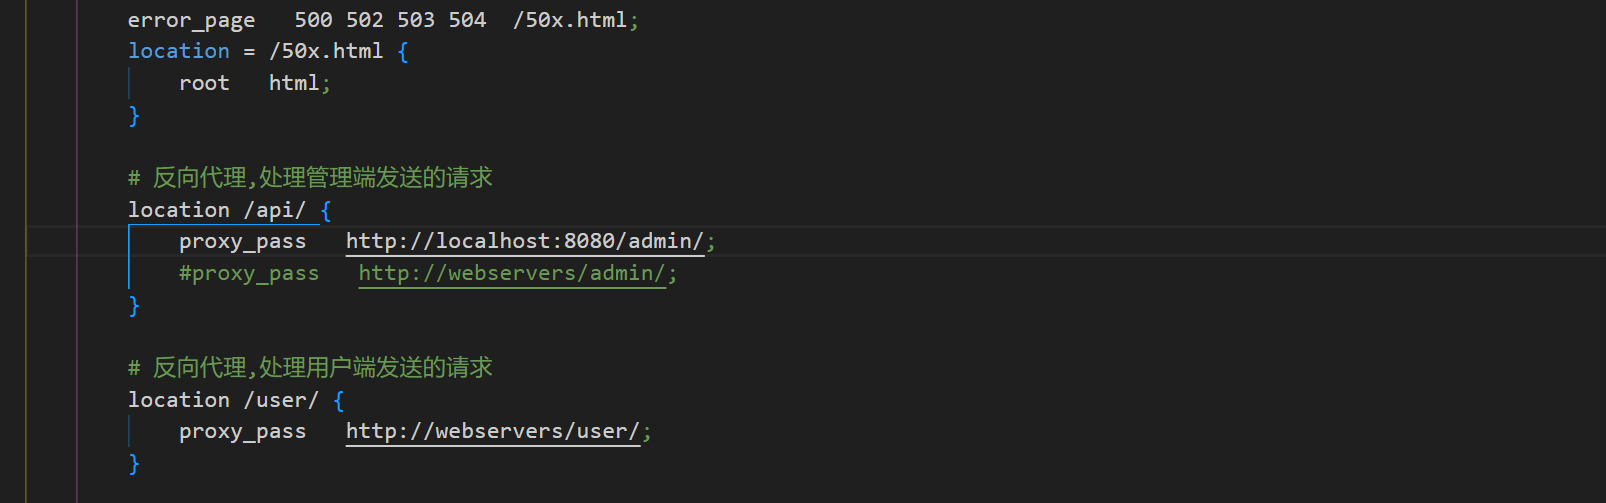 error_page   500 502 503 504  /50x.html;
location = /50x.html {
    root   html;
}
# 反向代理,处理管理端发送的请求
location /api/ {
    proxy_pass   http://localhost:8080/admin/;
    #proxy_pass   http://webservers/admin/;
}
# 反向代理,处理用户端发送的请求
location /user/ {
    proxy_pass   http://webservers/user/;
}